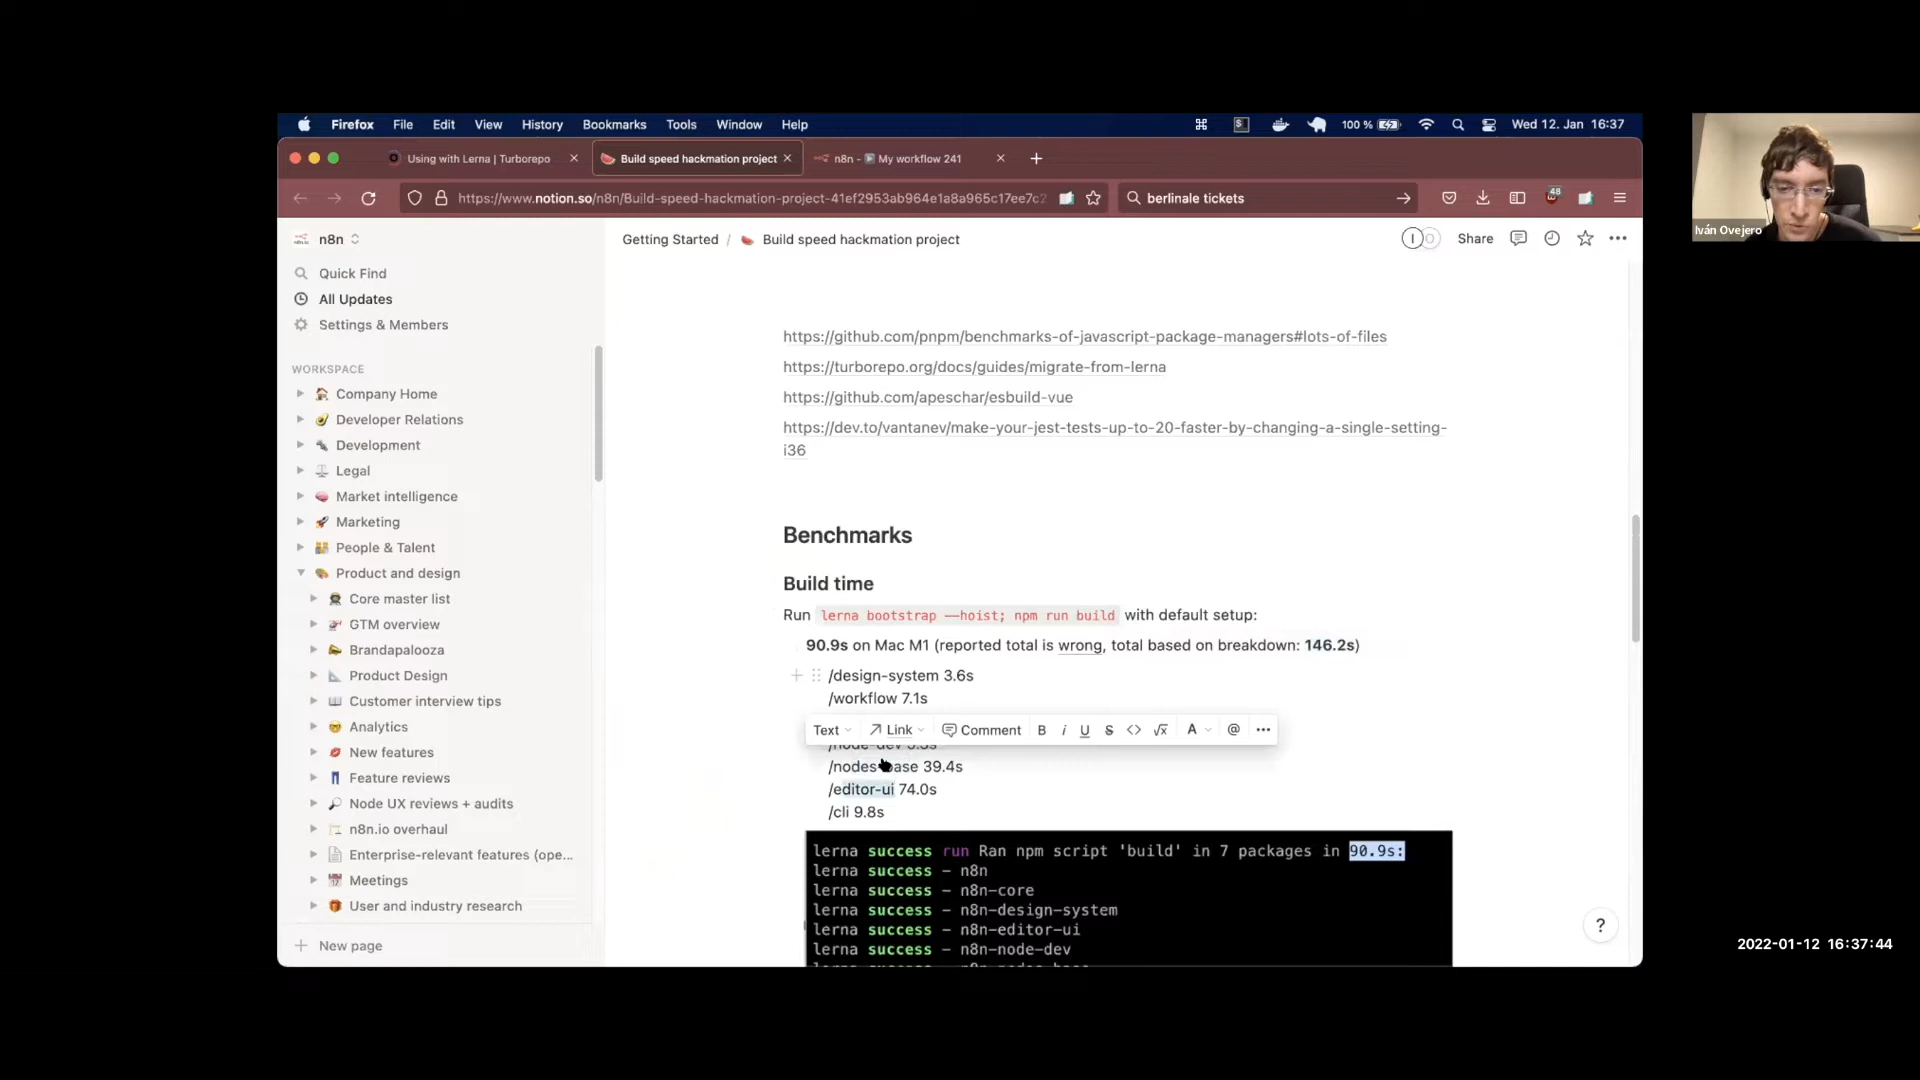 Firefox File Edit View History Bookmarks Tools Window Help 100 % Wed 12. Jan 16:37
Using with Lerna | Turborepo
Build speed hackmation project
n8n - My workflow 241
https://www.notion.so/n8n/Build-speed-hackmation-project-41ef2953ab964e1a8a965c17ee7c2
berlinale tickets
48
Iván Ovejero
n8n
Getting Started / Build speed hackmation project
Share
Quick Find
All Updates
Settings & Members
WORKSPACE
Company Home
Developer Relations
Development
Legal
Market intelligence
Marketing
People & Talent
Product and design
Core master list
GTM overview
Brandapalooza
Product Design
Customer interview tips
Analytics
New features
Feature reviews
Node UX reviews + audits
n8n.io overhaul
Enterprise-relevant features (ope...
Meetings
User and industry research
New page
https://github.com/pnpm/benchmarks-of-javascript-package-managers#lots-of-files
https://turborepo.org/docs/guides/migrate-from-lerna
https://github.com/apeschar/esbuild-vue
https://dev.to/vantanev/make-your-jest-tests-up-to-20-faster-by-changing-a-single-setting-
i36
Benchmarks
Build time
Run lerna bootstrap —hoist; npm run build with default setup:
90.9s on Mac M1 (reported total is wrong, total based on breakdown: 146.2s)
/design-system 3.6s
/workflow 7.1s
Text Link Comment B i U S <> √x A @ •••
/nodes-base 39.4s
/editor-ui 74.0s
/cli 9.8s
lerna success run Ran npm script 'build' in 7 packages in 90.9s:
lerna success - n8n
lerna success - n8n-core
lerna success - n8n-design-system
lerna success - n8n-editor-ui
lerna success - n8n-node-dev
?
2022-01-12 16:37:44